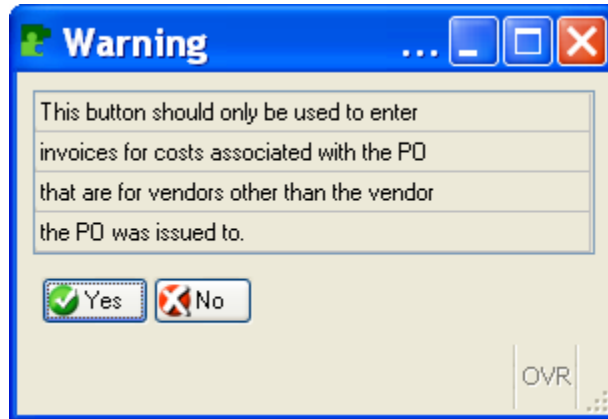 Warning
...
This button should only be used to enter
invoices for costs associated with the PO
that are for vendors other than the vendor
the PO was issued to.
Yes No
OVR